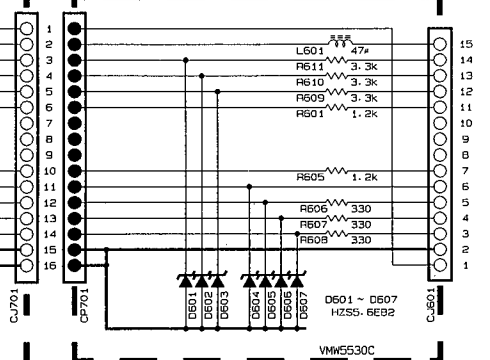 1
2
3
4
5
6
7
8
9
10
11
12
13
14
15
16
L601 47µ
R611 3.3k
R610 3.3k
R609 3.3k
R601 1.2k
R605 1.2k
R606 330
R607 330
R608 330
15
14
13
12
11
10
9
8
7
6
5
4
3
2
1
D601
D602
D603
D604
D605
D606
D607
D601 ~ D607
HZS5.6EB2
CJ701
CP701
CJ601
VMW5530C